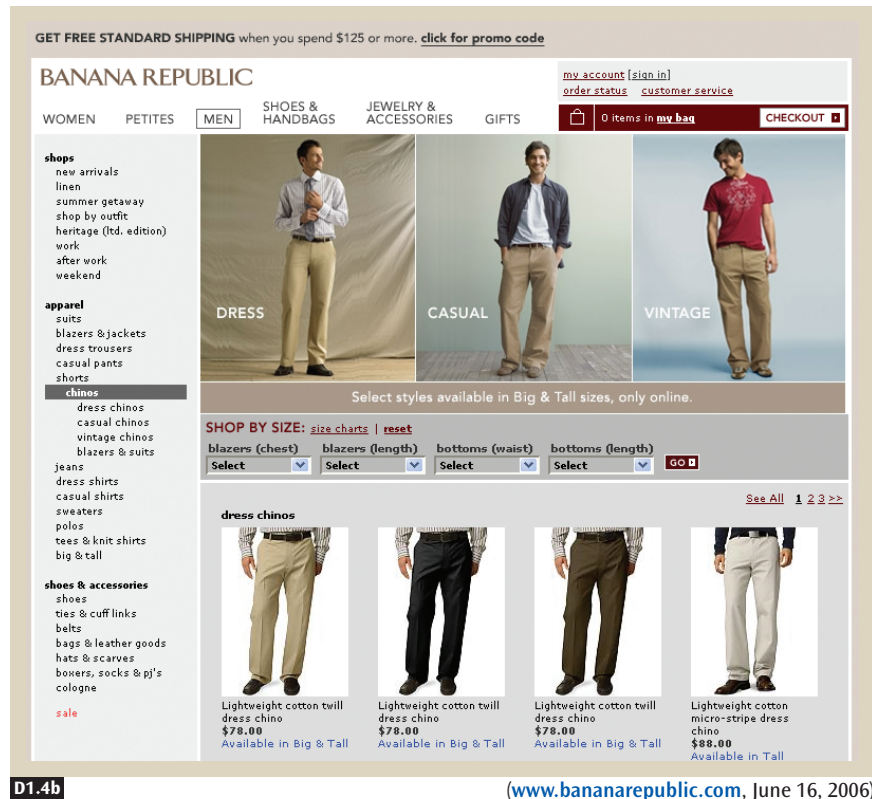 GET FREE STANDARD SHIPPING when you spend $125 or more. click for promo code
BANANA REPUBLIC
my account [sign in]
order status customer service
WOMEN
PETITES
MEN
SHOES &
HANDBAGS
JEWELRY &
ACCESSORIES
GIFTS
0 items in my bag
CHECKOUT
shops
new arrivals
linen
summer getaway
shop by outfit
heritage (ltd. edition)
work
after work
weekend
apparel
suits
blazers & jackets
dress trousers
casual pants
shorts
chinos
dress chinos
casual chinos
vintage chinos
blazers & suits
jeans
dress shirts
casual shirts
sweaters
polos
tees & knit shirts
big & tall
shoes & accessories
shoes
ties & cuff links
belts
bags & leather goods
hats & scarves
boxers, socks & pj's
cologne
sale
DRESS
CASUAL
VINTAGE
Select styles available in Big & Tall sizes, only online.
SHOP BY SIZE: size charts | reset
blazers (chest) blazers (length) bottoms (waist) bottoms (length)
Select Select Select Select GO
See All 1 2 3 >>
dress chinos
Lightweight cotton twill
dress chino
$78.00
Available in Big & Tall
Lightweight cotton twill
dress chino
$78.00
Available in Big & Tall
Lightweight cotton twill
dress chino
$78.00
Available in Big & Tall
Lightweight cotton
micro-stripe dress
chino
$88.00
Available in Tall
D1.4b
(www.bananarepublic.com, June 16, 2006)